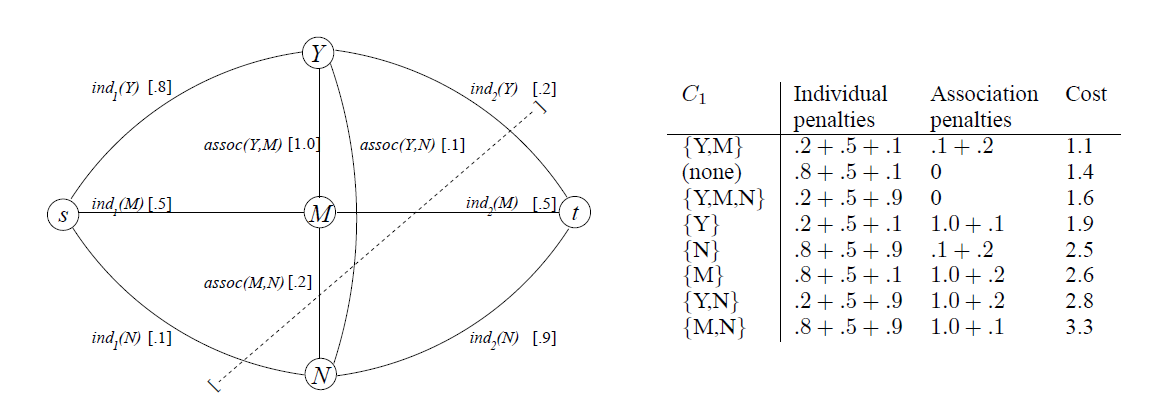 Y
ind₁(Y) [.8]
ind₂(Y) [.2]
assoc(Y,M) [1.0]
assoc(Y,N) [.1]
s
ind₁(M) [.5]
M
ind₂(M) [.5]
t
assoc(M,N) [.2]
ind₁(N) [.1]
ind₂(N) [.9]
N
C₁ Individual penalties Association penalties Cost
{Y,M} .2 + .5 + .1 .1 + .2 1.1
(none) .8 + .5 + .1 0 1.4
{Y,M,N} .2 + .5 + .9 0 1.6
{Y} .2 + .5 + .1 1.0 + .1 1.9
{N} .8 + .5 + .9 .1 + .2 2.5
{M} .8 + .5 + .1 1.0 + .2 2.6
{Y,N} .2 + .5 + .9 1.0 + .2 2.8
{M,N} .8 + .5 + .9 1.0 + .1 3.3